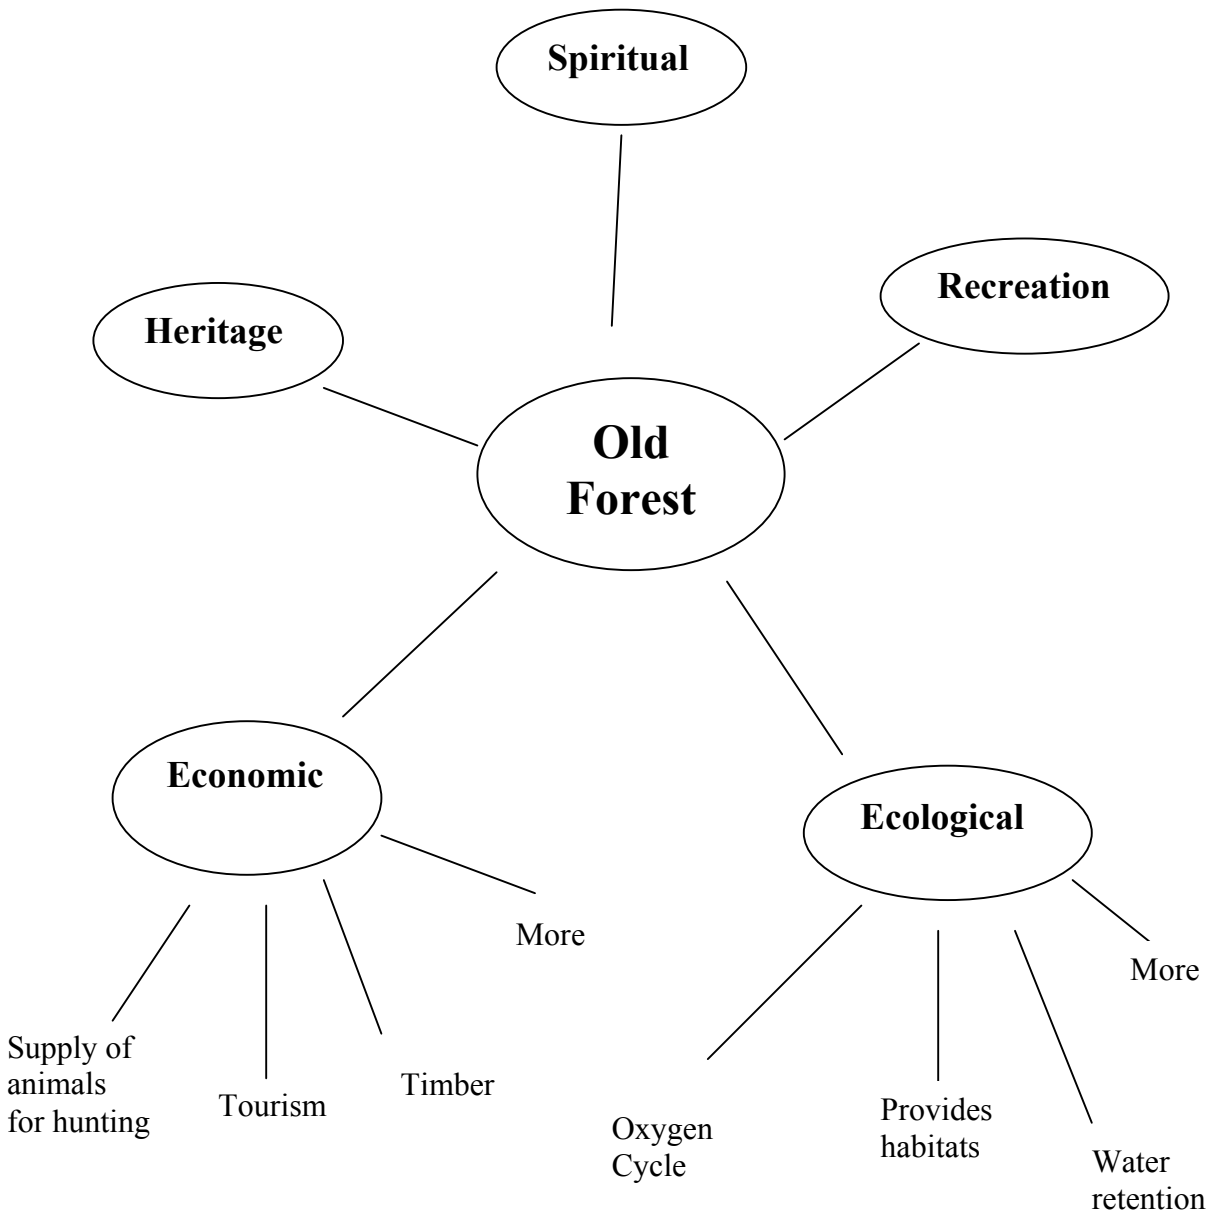 Spiritual
Recreation
Heritage
Old
Forest
Economic
Ecological
More
More
Supply of
animals
for hunting
Tourism
Timber
Oxygen
Cycle
Provides
habitats
Water
retention